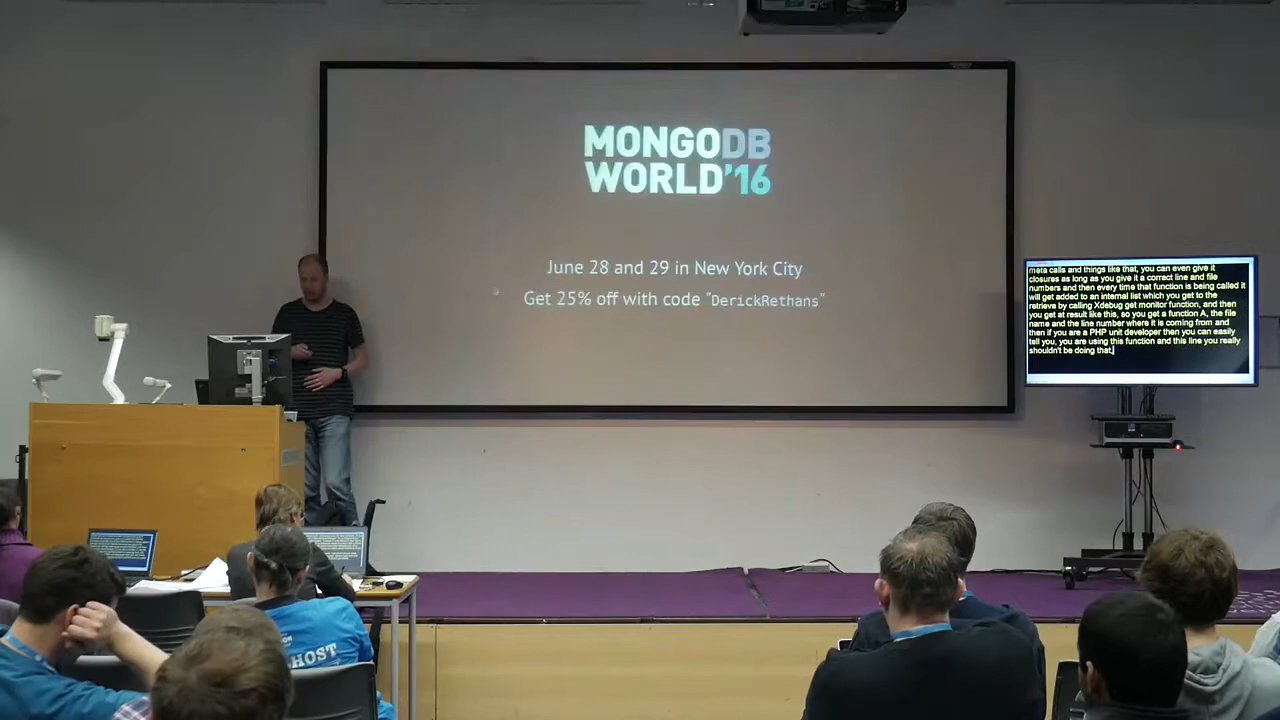 MONGODB
WORLD'16
June 28 and 29 in New York City
Get 25% off with code "DerickRethans"
meta calls and things like that, you can even give it
closures as long as you give it a correct line and file
numbers and then every time that function is being called it
will get added to an internal list which you get to the
retrieve by calling Xdebug get monitor function, and then
you get at result like this, so you get a function A, the file
name and the line number where it is coming from and
then if you are a PHP unit developer then you can easily
tell you, you are using this function and this line you really
shouldn't be doing that,
HOST